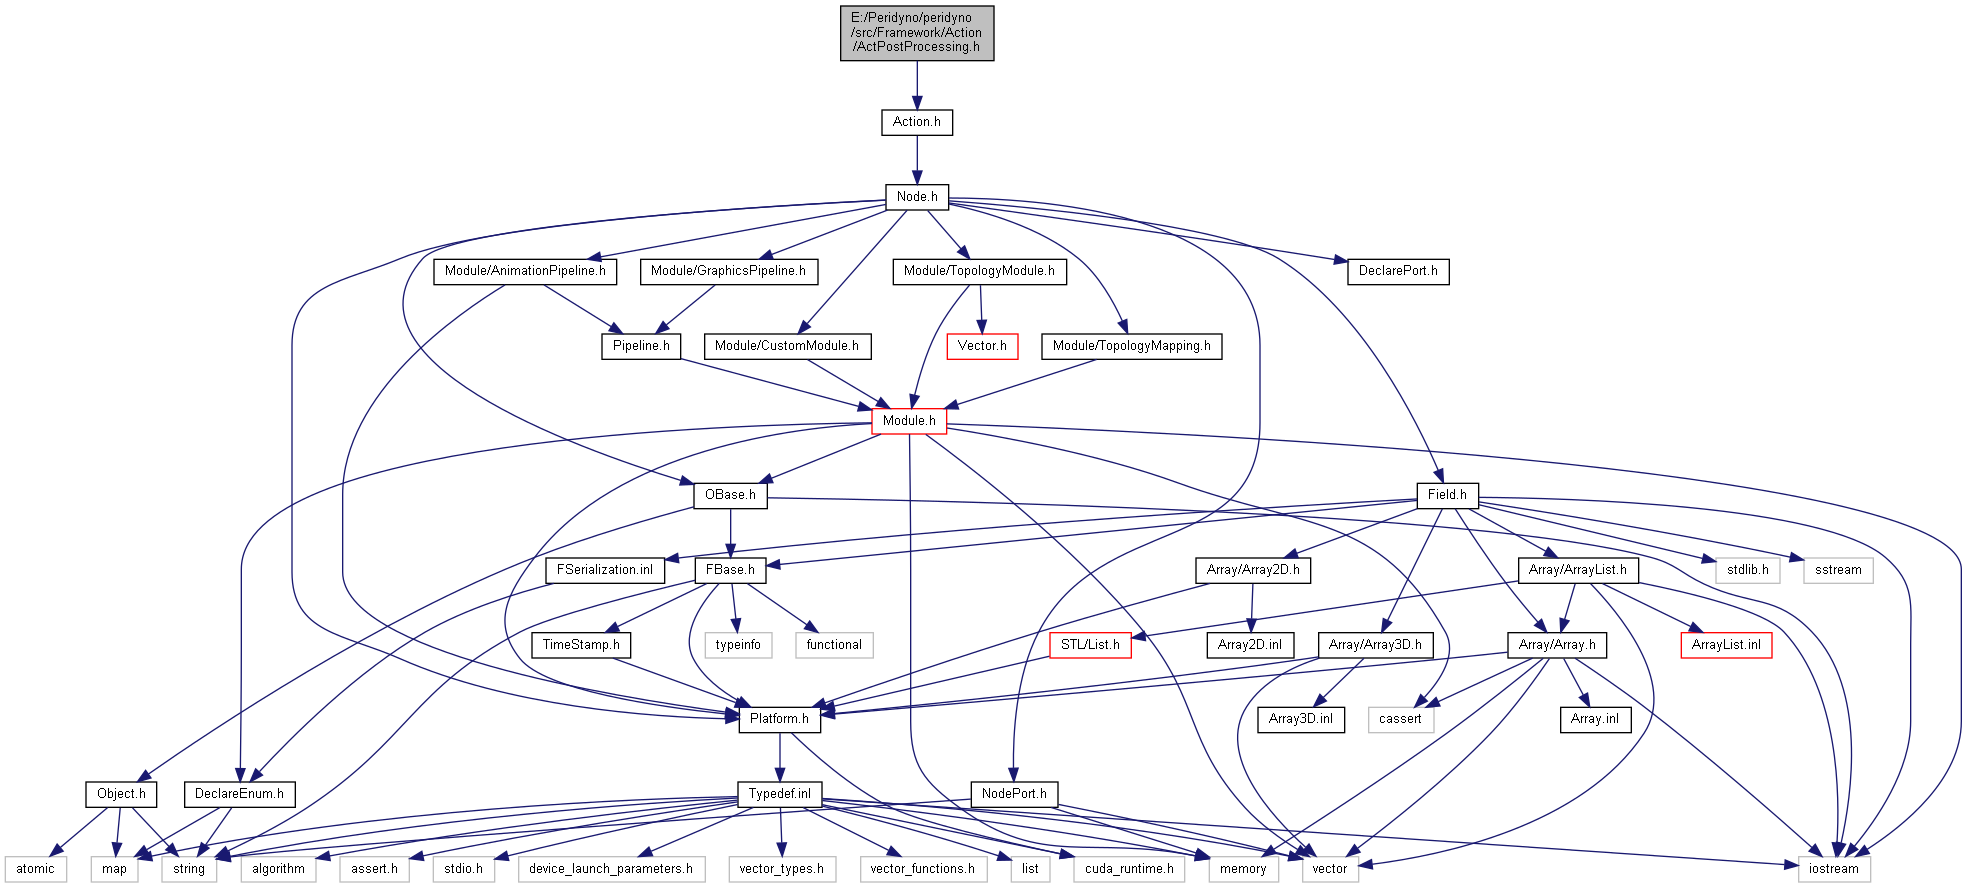 E:/Peridyno/peridyno
/src/Framework/Action
/ActPostProcessing.h
Action.h
Node.h
Module/AnimationPipeline.h
Module/GraphicsPipeline.h
Module/TopologyModule.h
DeclarePort.h
Pipeline.h
Module/CustomModule.h
Vector.h
Module/TopologyMapping.h
Module.h
OBase.h
Field.h
FSerialization.inl
FBase.h
Array/Array2D.h
Array/ArrayList.h
stdlib.h
sstream
TimeStamp.h
typeinfo
functional
STL/List.h
Array2D.inl
Array/Array3D.h
Array/Array.h
ArrayList.inl
Platform.h
Array3D.inl
cassert
Array.inl
Object.h
DeclareEnum.h
Typedef.inl
NodePort.h
atomic
map
string
algorithm
assert.h
stdio.h
device_launch_parameters.h
vector_types.h
vector_functions.h
list
cuda_runtime.h
memory
vector
iostream